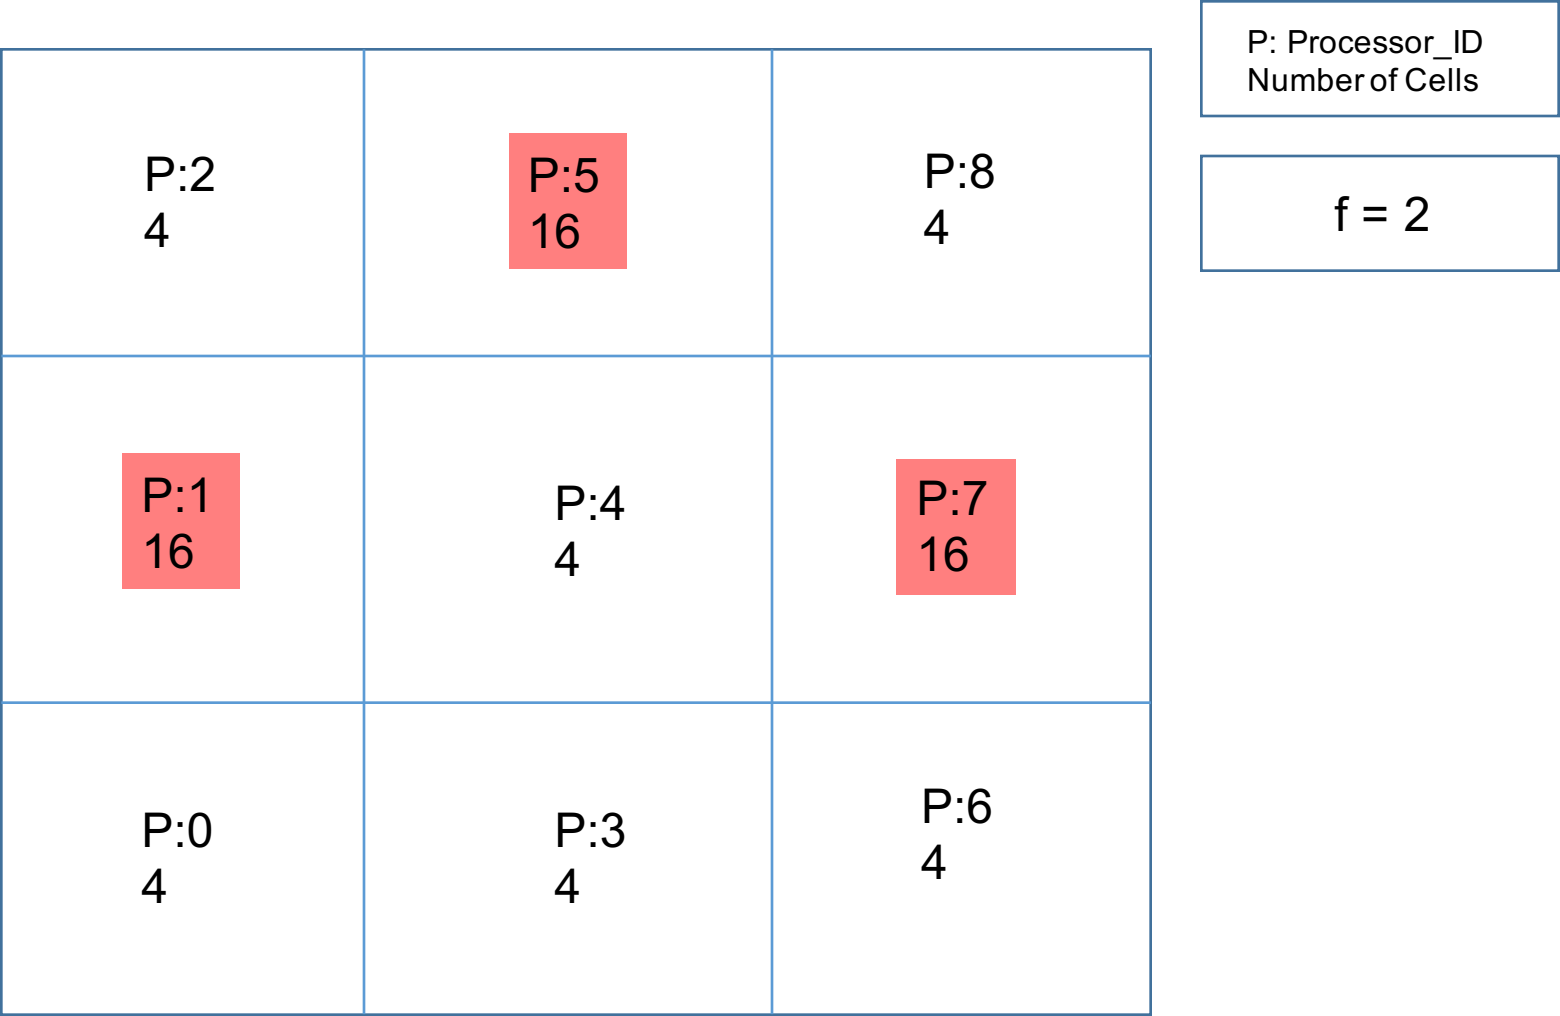 P: Processor_ID
Number of Cells
f = 2
P:2
4
P:5
16
P:8
4
P:1
16
P:4
4
P:7
16
P:0
4
P:3
4
P:6
4